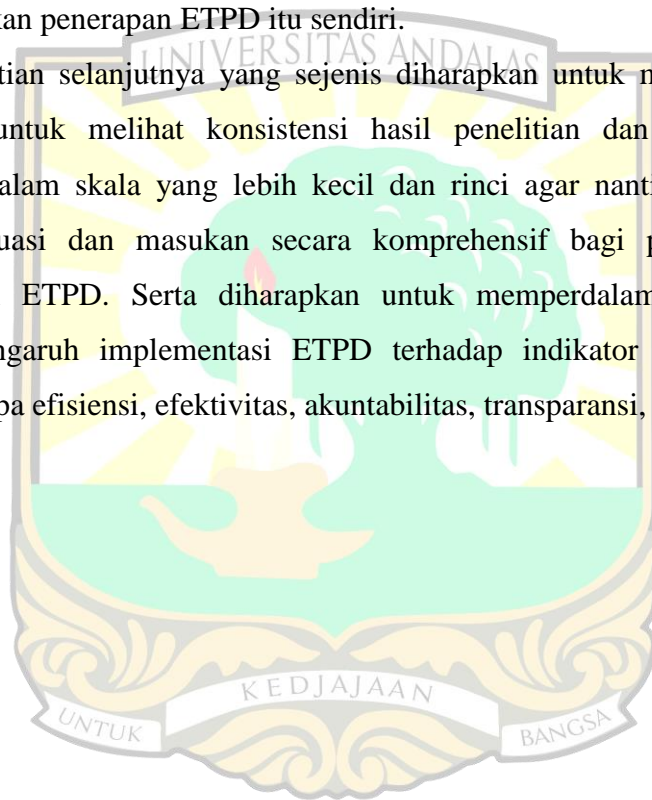 kan penerapan ETPD itu sendiri.
UNIVERSITAS ANDALAS
tian selanjutnya yang sejenis diharapkan untuk m
untuk melihat konsistensi hasil penelitian dan
alam skala yang lebih kecil dan rinci agar nanti
uasi dan masukan secara komprehensif bagi p
ETPD. Serta diharapkan untuk memperdalam
ngaruh implementasi ETPD terhadap indikator
pa efisiensi, efektivitas, akuntabilitas, transparansi,
UNTUK KEDJAJAAN BANGSA